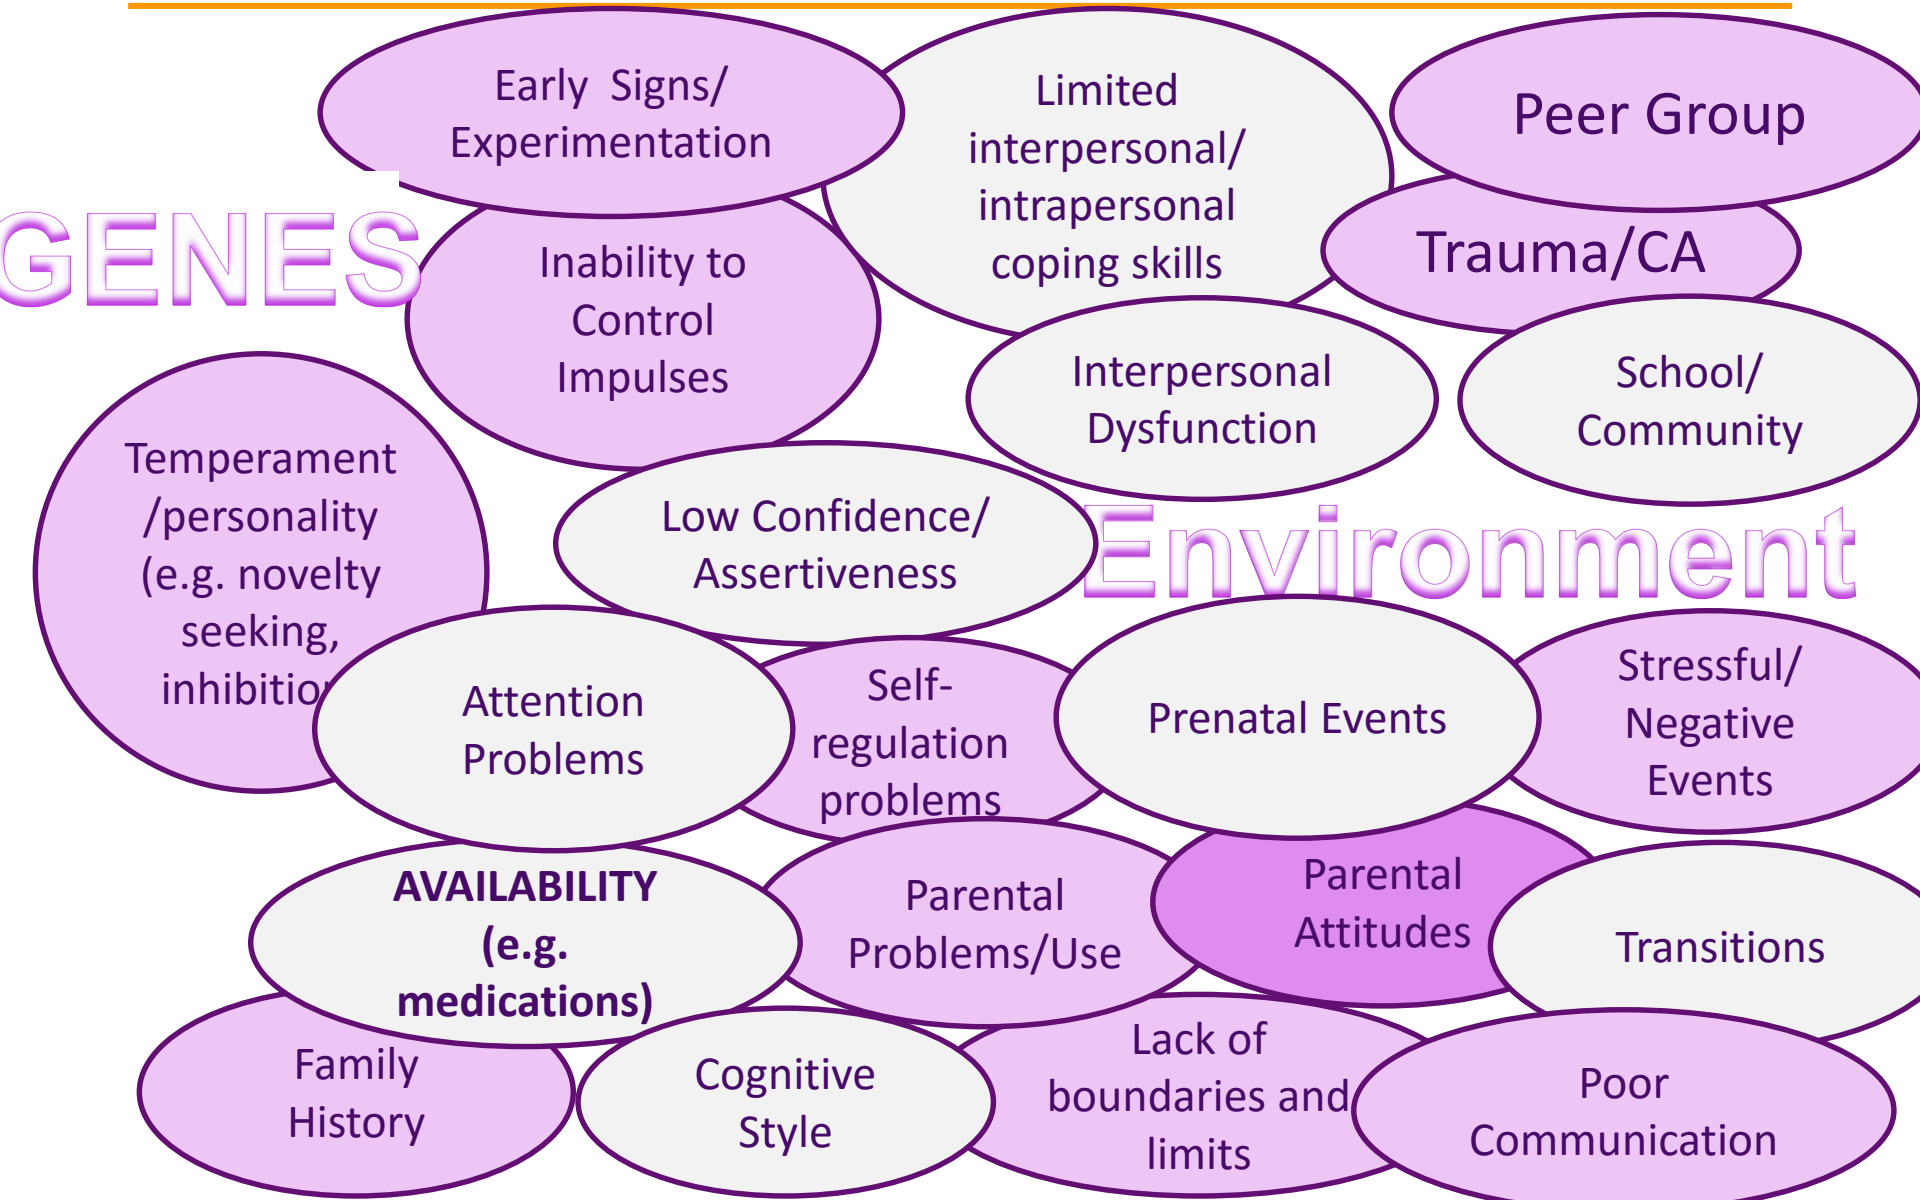 Early Signs/
Experimentation
Limited
interpersonal/
intrapersonal
coping skills
Peer Group
Trauma/CA
GENES
Inability to
Control
Impulses
Interpersonal
Dysfunction
School/
Community
Temperament
/personality
(e.g. novelty
seeking,
inhibition
Low Confidence/
Assertiveness
Environment
Attention
Problems
Self-
regulation
problems
Prenatal Events
Stressful/
Negative
Events
AVAILABILITY
(e.g.
medications)
Parental
Problems/Use
Parental
Attitudes
Transitions
Family
History
Cognitive
Style
Lack of
boundaries and
limits
Poor
Communication